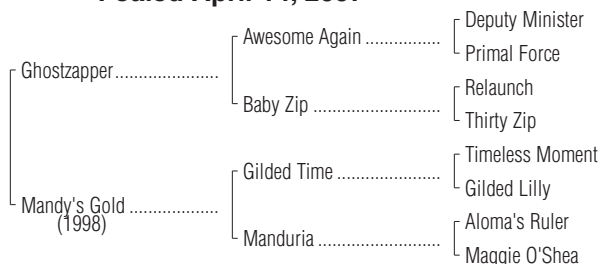 Deputy Minister
Awesome Again
Primal Force
Ghostzapper
Relaunch
Baby Zip
Thirty Zip
Timeless Moment
Gilded Time
Gilded Lilly
Mandy's Gold
(1998)
Aloma's Ruler
Manduria
Maggie O'Shea